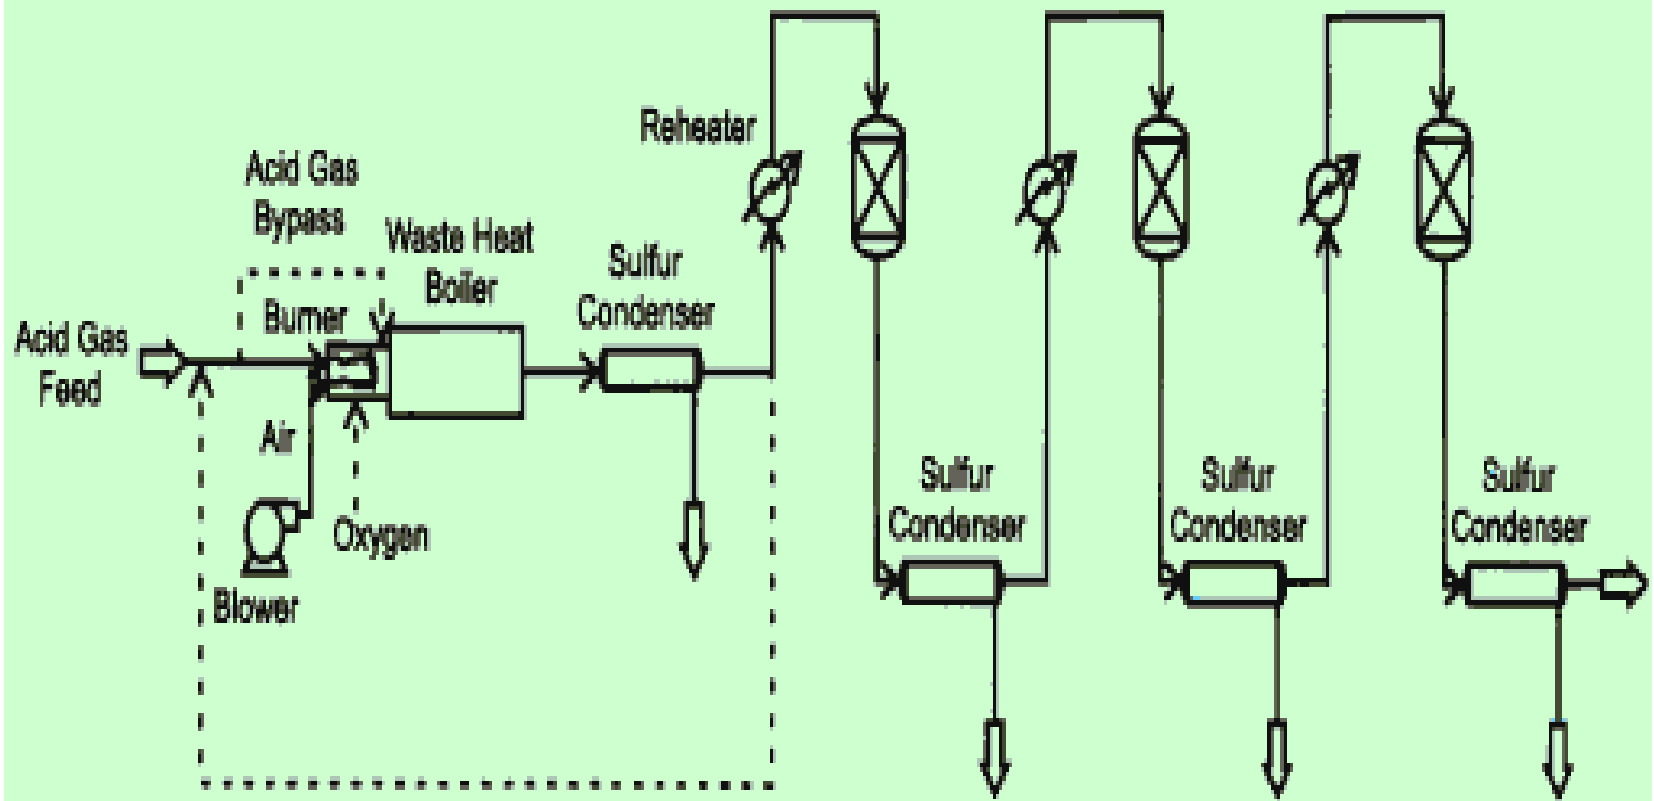 Reheater
Acid Gas
Bypass
Waste Heat
Boiler
Sulfur
Condenser
Burner
Acid Gas
Feed
Air
Oxygen
Blower
Sulfur
Condenser
Sulfur
Condenser
Sulfur
Condenser